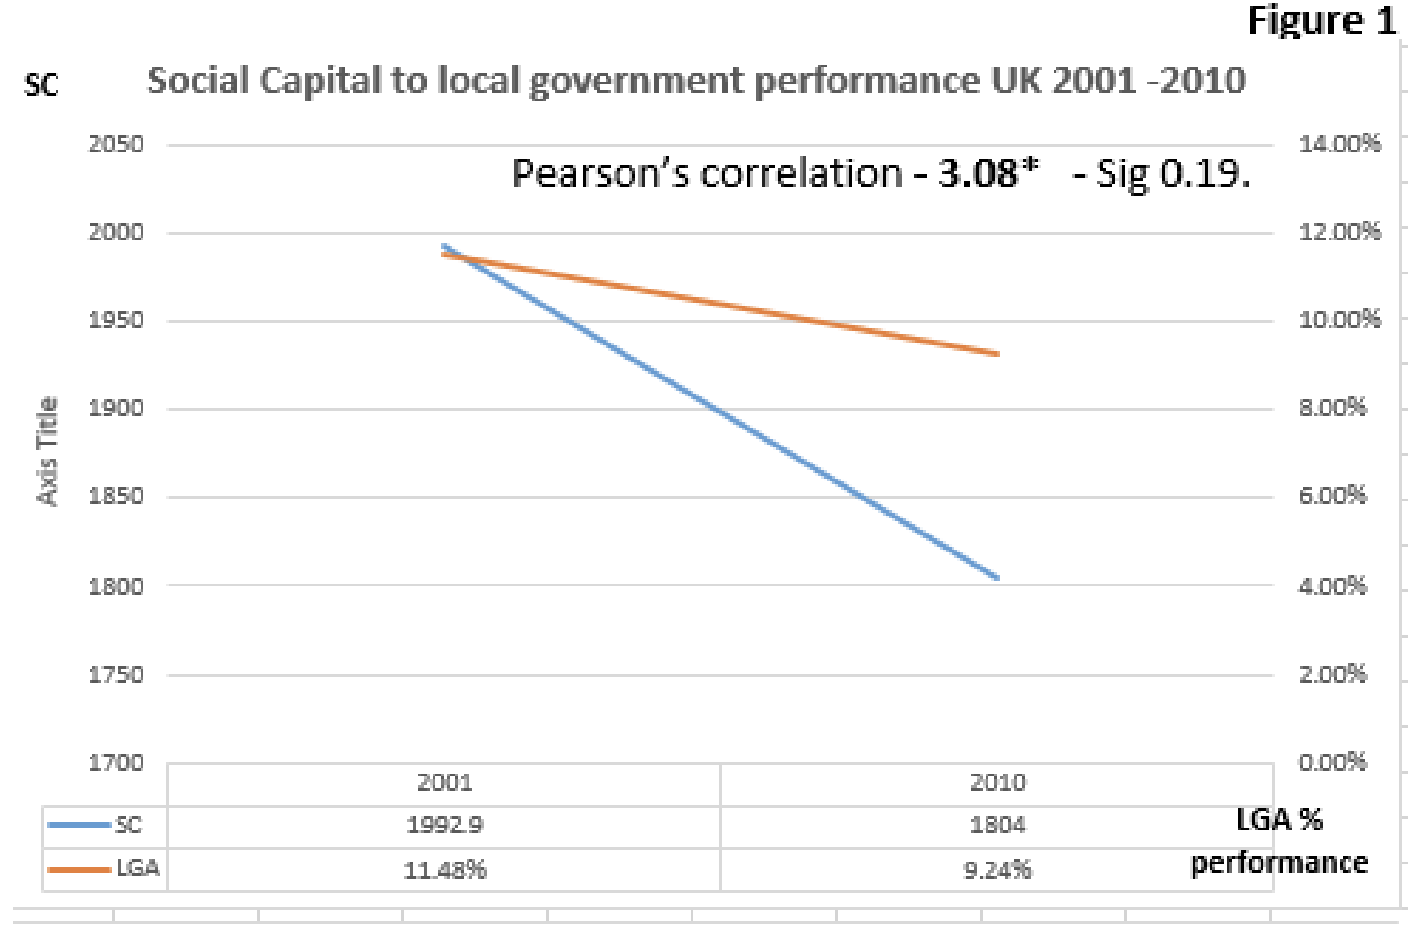 Figure 1
SC
Social Capital to local government performance UK 2001 -2010
Pearson's correlation - 3.08* - Sig 0.19.
2050
2000
1950
1900
1850
1800
1750
1700
Axis Title
14.00%
12.00%
10.00%
8.00%
6.00%
4.00%
2.00%
0.00%
2001 2010
SC 1992.9 1804
LGA 11.48% 9.24%
LGA %
performance